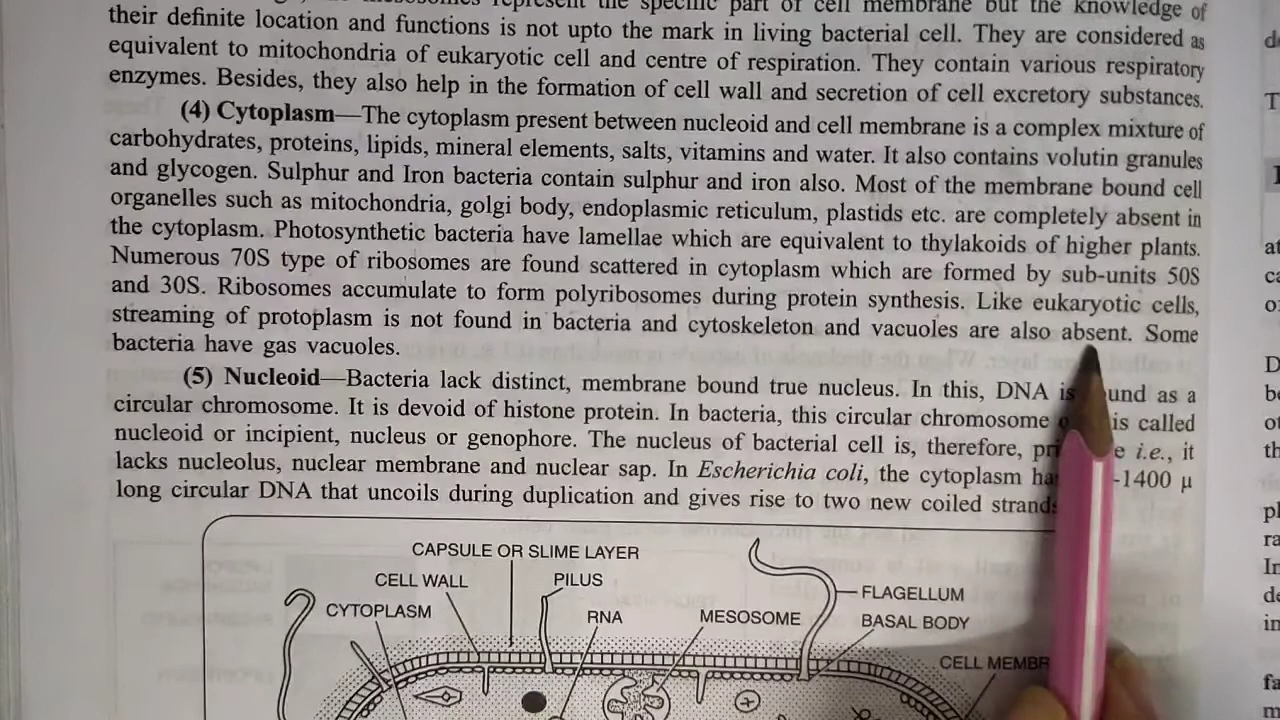 represent the specific part of cell membrane but the knowledge of
their definite location and functions is not upto the mark in living bacterial cell. They are considered as
equivalent to mitochondria of eukaryotic cell and centre of respiration. They contain various respiratory
enzymes. Besides, they also help in the formation of cell wall and secretion of cell excretory substances.
(4) Cytoplasm—The cytoplasm present between nucleoid and cell membrane is a complex mixture of
carbohydrates, proteins, lipids, mineral elements, salts, vitamins and water. It also contains volutin granules
and glycogen. Sulphur and Iron bacteria contain sulphur and iron also. Most of the membrane bound cell
organelles such as mitochondria, golgi body, endoplasmic reticulum, plastids etc. are completely absent in
the cytoplasm. Photosynthetic bacteria have lamellae which are equivalent to thylakoids of higher plants.
Numerous 70S type of ribosomes are found scattered in cytoplasm which are formed by sub-units 50S
and 30S. Ribosomes accumulate to form polyribosomes during protein synthesis. Like eukaryotic cells,
streaming of protoplasm is not found in bacteria and cytoskeleton and vacuoles are also absent. Some
bacteria have gas vacuoles.
(5) Nucleoid—Bacteria lack distinct, membrane bound true nucleus. In this, DNA is und as a
circular chromosome. It is devoid of histone protein. In bacteria, this circular chromosome is called
nucleoid or incipient, nucleus or genophore. The nucleus of bacterial cell is, therefore, i.e., it
lacks nucleolus, nuclear membrane and nuclear sap. In Escherichia coli, the cytoplasm -1400 μ
long circular DNA that uncoils during duplication and gives rise to two new coiled
CAPSULE OR SLIME LAYER
CELL WALL
PILUS
FLAGELLUM
CYTOPLASM
RNA
MESOSOME
BASAL BODY
CELL MEMBR